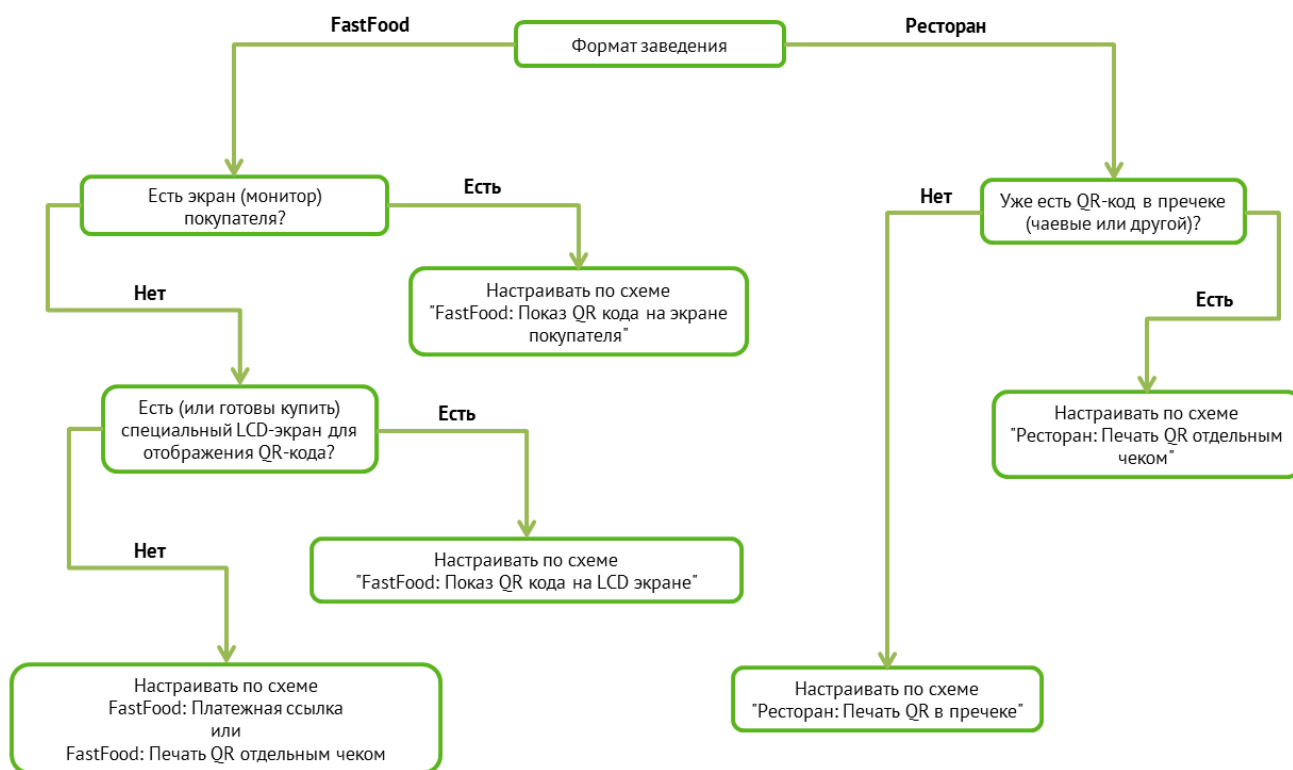 FastFood
Формат заведения
Ресторан
Есть экран (монитор)
покупателя?
Есть
Нет
Уже есть QR-код в пречеке
(чаевые или другой)?
Настраивать по схеме
"FastFood: Показ QR кода на экране
покупателя"
Нет
Есть
Есть (или готовы купить)
специальный LCD-экран для
отображения QR-кода?
Есть
Настраивать по схеме
"Ресторан: Печать QR отдельным
чеком"
Нет
Настраивать по схеме
"FastFood: Показ QR кода на LCD экране"
Настраивать по схеме
FastFood: Платежная ссылка
или
FastFood: Печать QR отдельным чеком
Настраивать по схеме
"Ресторан: Печать QR в пречеке"